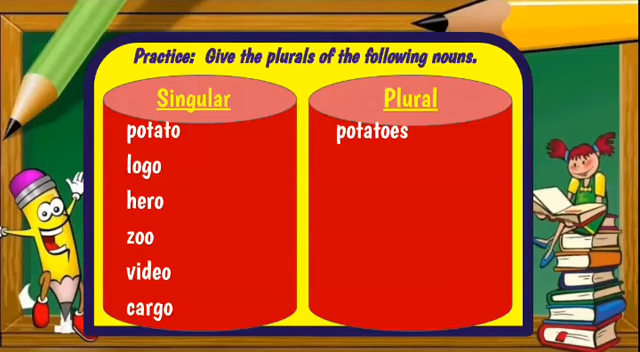 Practice:  Give the plurals of the following nouns.
Singular
Plural
potato
potatoes
logo
hero
zoo
video
cargo